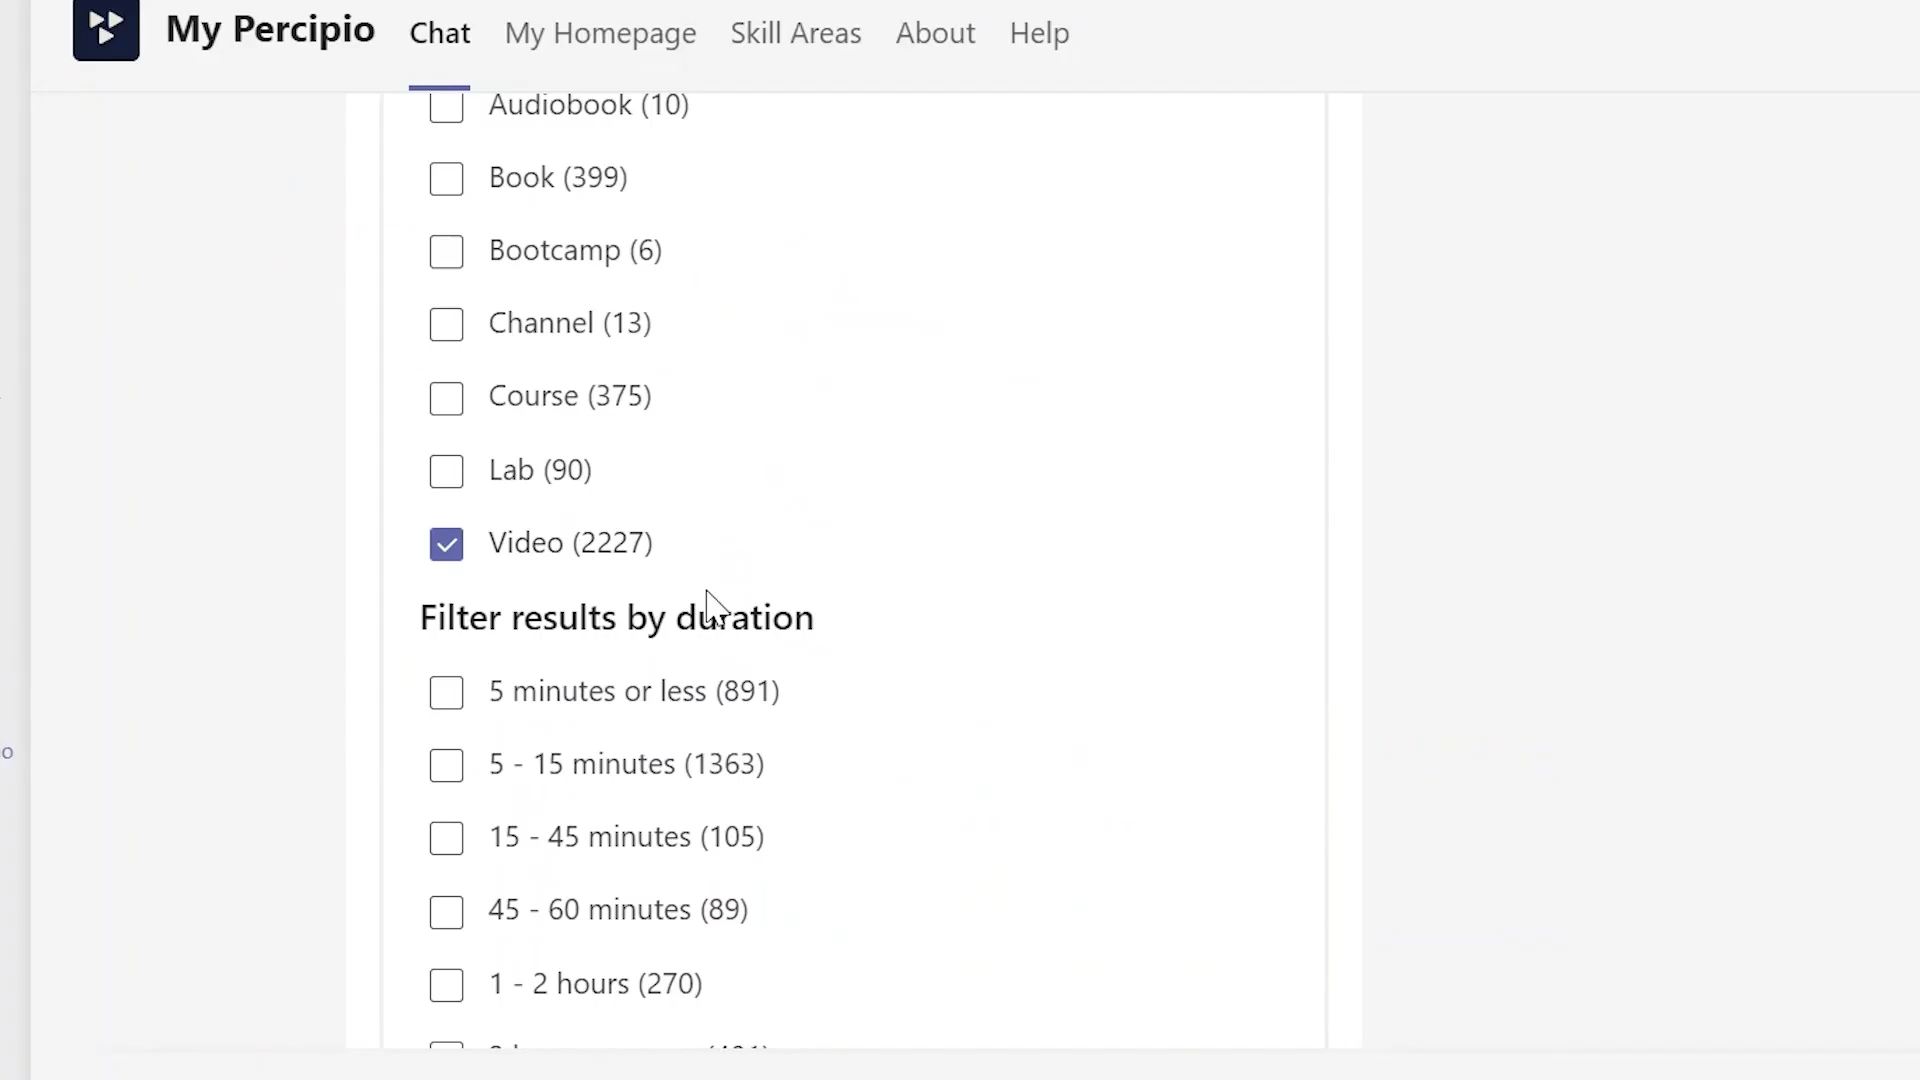 My Percipio
Chat
My Homepage
Skill Areas
About
Help
Audiobook (10)
Book (399)
Bootcamp (6)
Channel (13)
Course (375)
Lab (90)
Video (2227)
Filter results by duration
5 minutes or less (891)
5 - 15 minutes (1363)
15 - 45 minutes (105)
45 - 60 minutes (89)
1 - 2 hours (270)